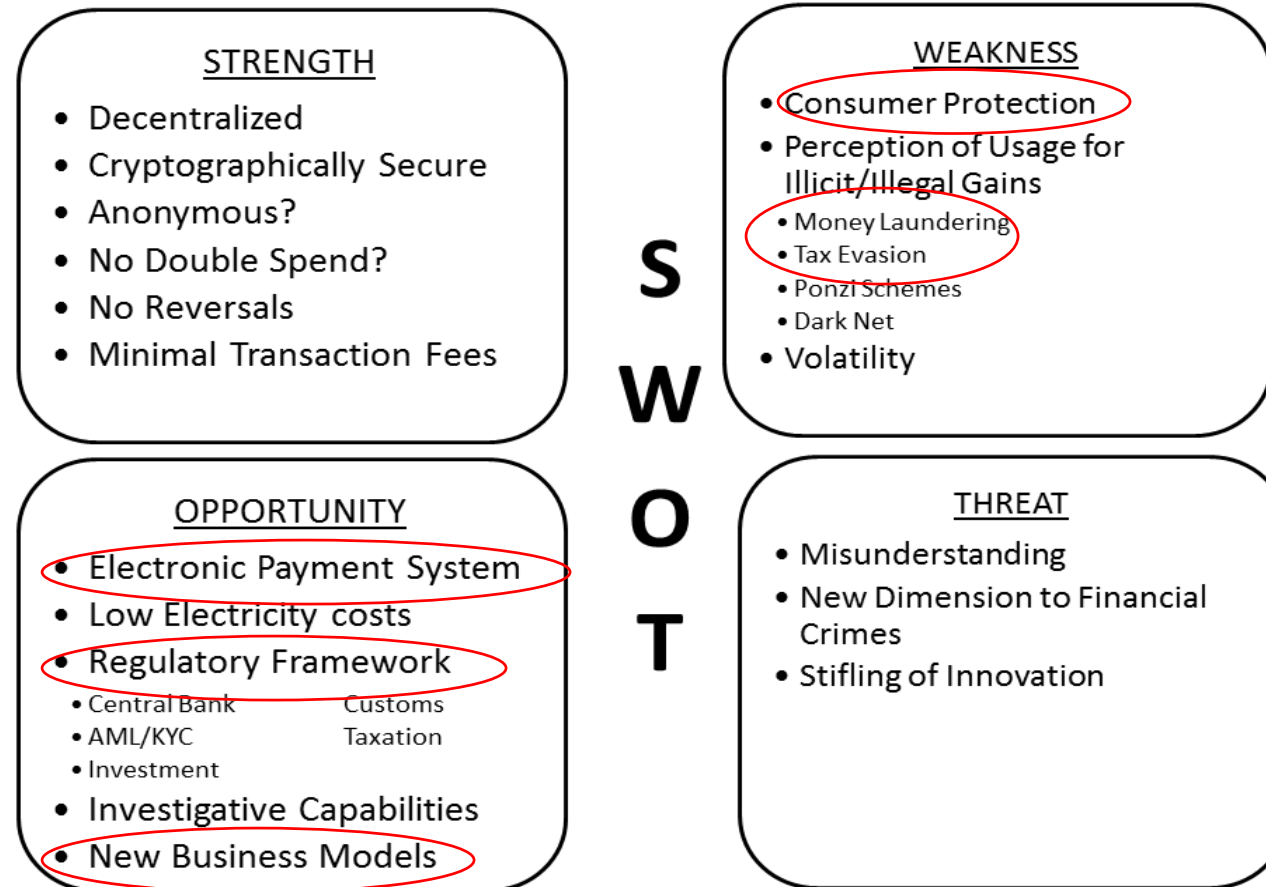 STRENGTH
• Decentralized
• Cryptographically Secure
• Anonymous?
• No Double Spend?
• No Reversals
• Minimal Transaction Fees
WEAKNESS
• Consumer Protection
• Perception of Usage for
Illicit/Illegal Gains
• Money Laundering
• Tax Evasion
• Ponzi Schemes
• Dark Net
• Volatility
S
W
O
T
OPPORTUNITY
• Electronic Payment System
• Low Electricity costs
• Regulatory Framework
• Central Bank Customs
• AML/KYC Taxation
• Investment
• Investigative Capabilities
• New Business Models
THREAT
• Misunderstanding
• New Dimension to Financial
Crimes
• Stifling of Innovation